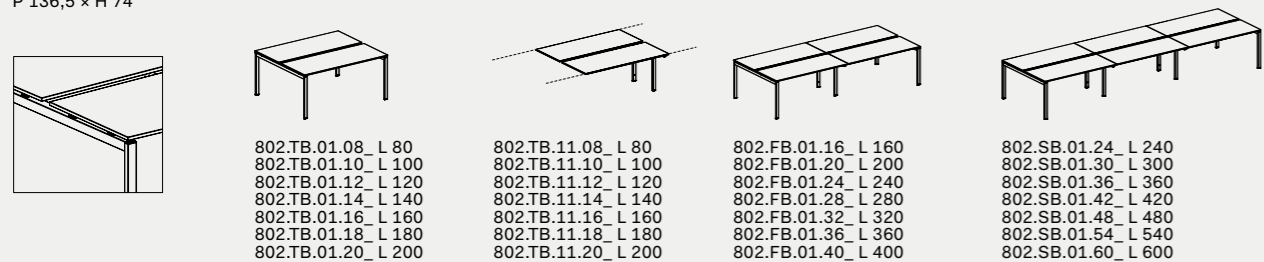 P 136,5 × H 74
802.TB.01.08_ L 80
802.TB.01.10_ L 100
802.TB.01.12_ L 120
802.TB.01.14_ L 140
802.TB.01.16_ L 160
802.TB.01.18_ L 180
802.TB.01.20_ L 200
802.TB.11.08_ L 80
802.TB.11.10_ L 100
802.TB.11.12_ L 120
802.TB.11.14_ L 140
802.TB.11.16_ L 160
802.TB.11.18_ L 180
802.TB.11.20_ L 200
802.FB.01.16_ L 160
802.FB.01.20_ L 200
802.FB.01.24_ L 240
802.FB.01.28_ L 280
802.FB.01.32_ L 320
802.FB.01.36_ L 360
802.FB.01.40_ L 400
802.SB.01.24_ L 240
802.SB.01.30_ L 300
802.SB.01.36_ L 360
802.SB.01.42_ L 420
802.SB.01.48_ L 480
802.SB.01.54_ L 540
802.SB.01.60_ L 600